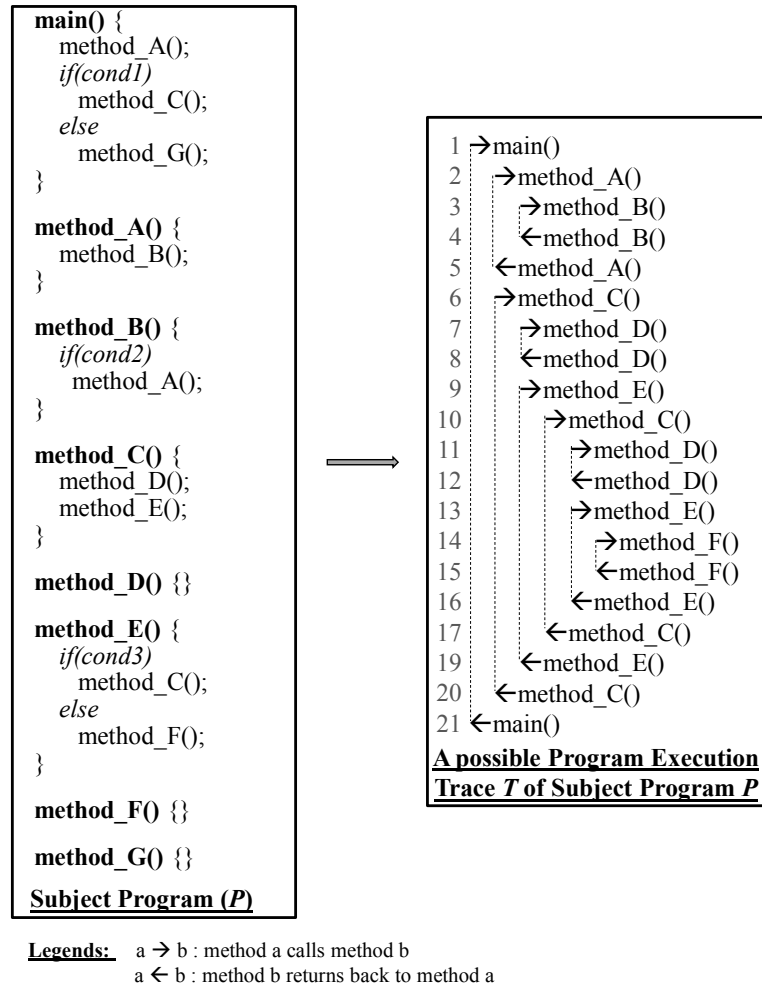 main() {
method_A();
if(cond1)
method_C();
else
method_G();
}
method_A() {
method_B();
}
method_B() {
if(cond2)
method_A();
}
method_C() {
method_D();
method_E();
}
method_D() {}
method_E() {
if(cond3)
method_C();
else
method_F();
}
method_F() {}
method_G() {}
Subject Program (P)
1 →main()
2 →method_A()
3 →method_B()
4 ←method_B()
5 ←method_A()
6 →method_C()
7 →method_D()
8 ←method_D()
9 →method_E()
10 →method_C()
11 →method_D()
12 ←method_D()
13 →method_E()
14 →method_F()
15 ←method_F()
16 ←method_E()
17 ←method_C()
19 ←method_E()
20 ←method_C()
21 ←main()
A possible Program Execution
Trace T of Subject Program P
Legends: a → b : method a calls method b
a ← b : method b returns back to method a